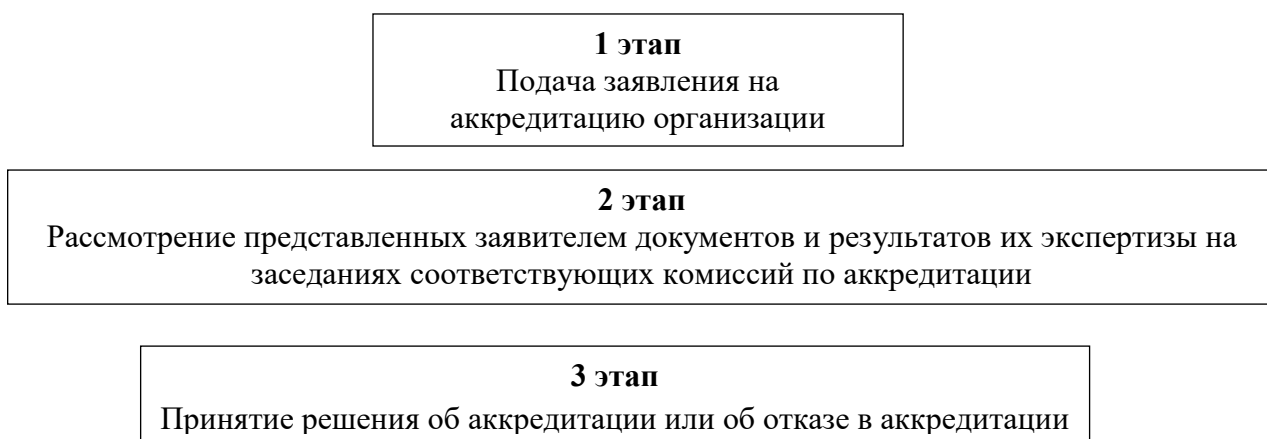 1 этап
Подача заявления на
аккредитацию организации
2 этап
Рассмотрение представленных заявителем документов и результатов их экспертизы на
заседаниях соответствующих комиссий по аккредитации
3 этап
Принятие решения об аккредитации или об отказе в аккредитации